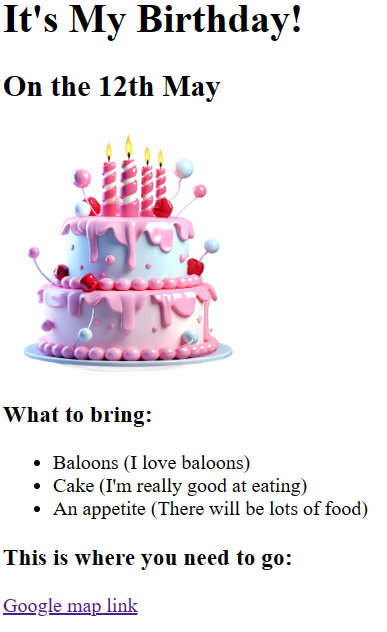 It's My Birthday!
On the 12th May
What to bring:
Baloons (I love baloons)
Cake (I'm really good at eating)
An appetite (There will be lots of food)
This is where you need to go:
Google map link